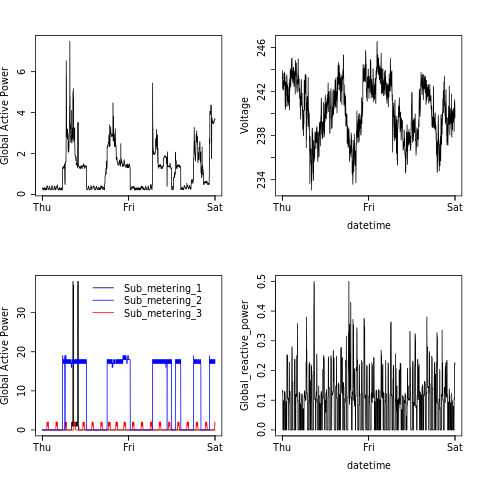 Global Active Power
6
4
2
0
Thu
Fri
Sat
Voltage
246
242
238
234
Thu
Fri
Sat
datetime
Global Active Power
30
20
10
0
Sub_metering_1
Sub_metering_2
Sub_metering_3
Thu
Fri
Sat
Global_reactive_power
0.5
0.4
0.3
0.2
0.1
0.0
Thu
Fri
Sat
datetime